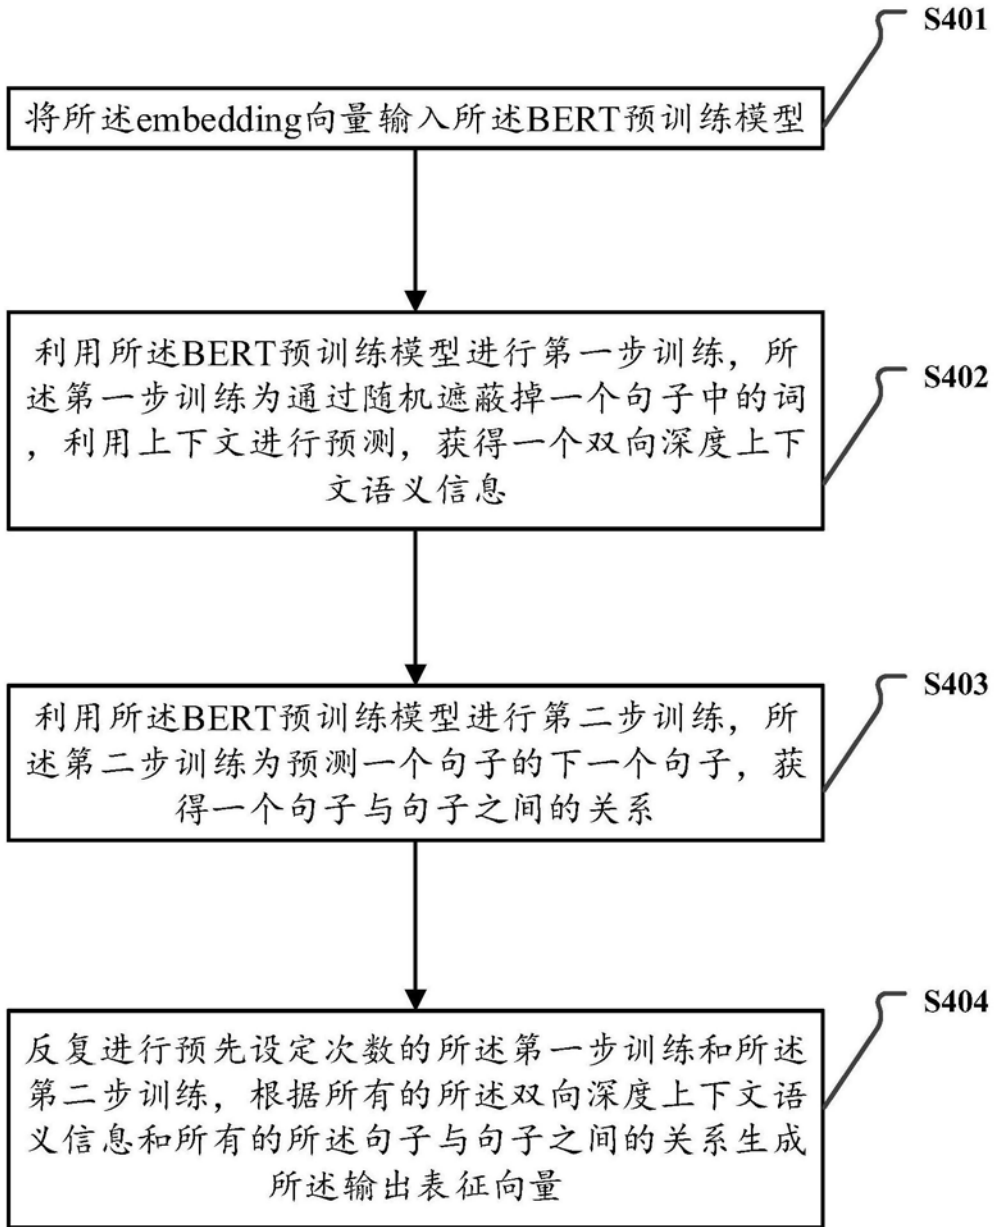 S401
将所述embedding向量输入所述BERT预训练模型
S402
利用所述BERT预训练模型进行第一步训练，所
述第一步训练为通过随机遮蔽掉一个句子中的词
，利用上下文进行预测，获得一个双向深度上下
文语义信息
S403
利用所述BERT预训练模型进行第二步训练，所
述第二步训练为预测一个句子的下一个句子，获
得一个句子与句子之间的关系
S404
反复进行预先设定次数的所述第一步训练和所述
第二步训练，根据所有的所述双向深度上下文语
义信息和所有的所述句子与句子之间的关系生成
所述输出表征向量